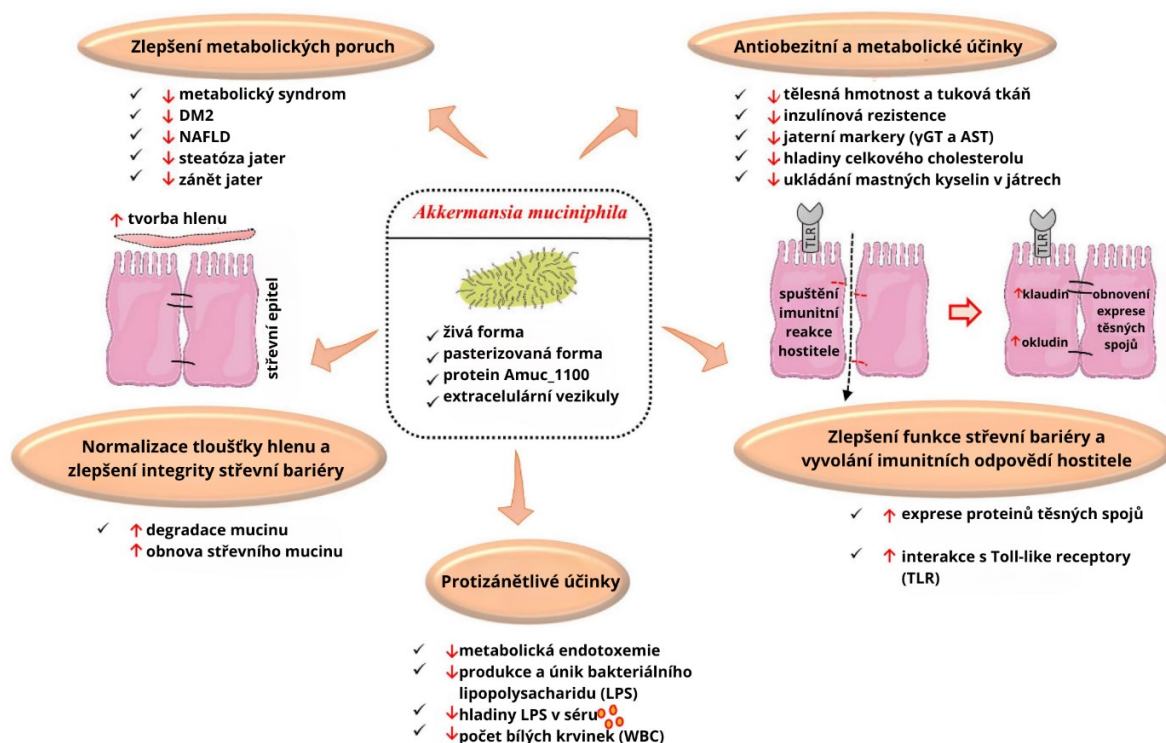 Zlepšení metabolických poruch
✓ ↓ metabolický syndrom
✓ ↓ DM2
✓ ↓ NAFLD
✓ ↓ steatóza jater
✓ ↓ zánět jater
Antiobezitní a metabolické účinky
✓ ↓ tělesná hmotnost a tuková tkáň
✓ ↓ inzulínová rezistence
✓ ↓ jaterní markery (γGT a AST)
✓ ↓ hladiny celkového cholesterolu
✓ ↓ ukládání mastných kyselin v játrech
↑ tvorba hlenu
střevní epitel
Akkermansia muciniphila
✓ živá forma
✓ pasterizovaná forma
✓ protein Amuc_1100
✓ extracelulární vezikuly
TLR
spuštění
imunitní
reakce
hostitele
TLR
↑klaudin
↑okludin
obnovení
exprese
těsných
spojů
Normalizace tloušťky hlenu a
zlepšení integrity střevní bariéry
✓ ↑ degradace mucinu
↑ obnova střevního mucinu
Zlepšení funkce střevní bariéry a
vyvolání imunitních odpovědí hostitele
✓ ↑ exprese proteinů těsných spojů
✓ ↑ interakce s Toll-like receptory
(TLR)
Protizánětlivé účinky
✓ ↓metabolická endotoxemie
✓ ↓produkce a únik bakteriálního
lipopolysacharidu (LPS)
✓ ↓hladiny LPS v séru
✓ ↓počet bílých krvinek (WBC)